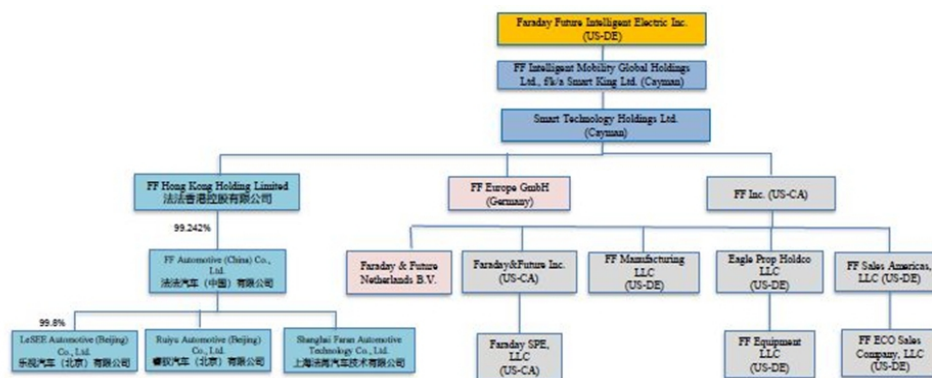 Faraday Future Intelligent Electric Inc.
(US-DE)
FF Intelligent Mobility Global Holdings
Ltd., f/k/a Smart King Ltd. (Cayman)
Smart Technology Holdings Ltd.
(Cayman)
FF Hong Kong Holding Limited
法法香港控股有限公司
FF Europe GmbH
(Germany)
FF Inc. (US-CA)
99.242%
FF Automotive (China) Co.,
Ltd.
法法汽车（中国）有限公司
Faraday & Future
Netherlands B.V.
Faraday&Future Inc.
(US-CA)
FF Manufacturing
LLC
(US-DE)
Eagle Prop Holdco
LLC
(US-DE)
FF Sales Americas,
LLC (US-DE)
99.8%
LeSEE Automotive (Beijing)
Co., Ltd.
乐视汽车（北京）有限公司
Ruiyu Automotive (Beijing)
Co., Ltd.
睿驭汽车（北京）有限公司
Shanghai Faran Automotive
Technology Co., Ltd.
上海法冉汽车技术有限公司
Faraday SPE,
LLC
(US-CA)
FF Equipment
LLC
(US-DE)
FF ECO Sales
Company, LLC
(US-DE)